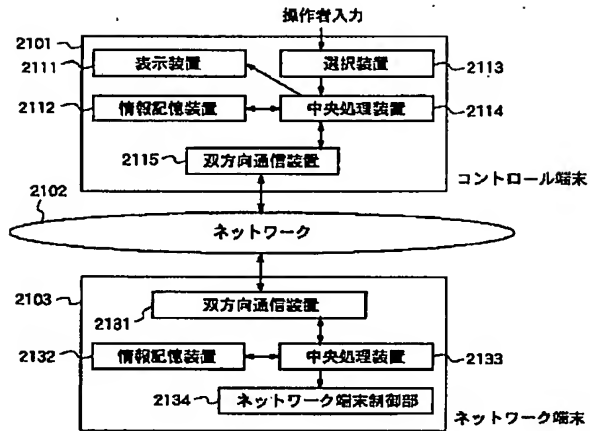 操作者入力
2101
2111
表示装置
選択装置
2113
2112
情報記憶装置
中央処理装置
2114
2115
双方向通信装置
コントロール端末
2102
ネットワーク
2103
双方向通信装置
2131
2132
情報記憶装置
中央処理装置
2133
2134
ネットワーク端末制御部
ネットワーク端末